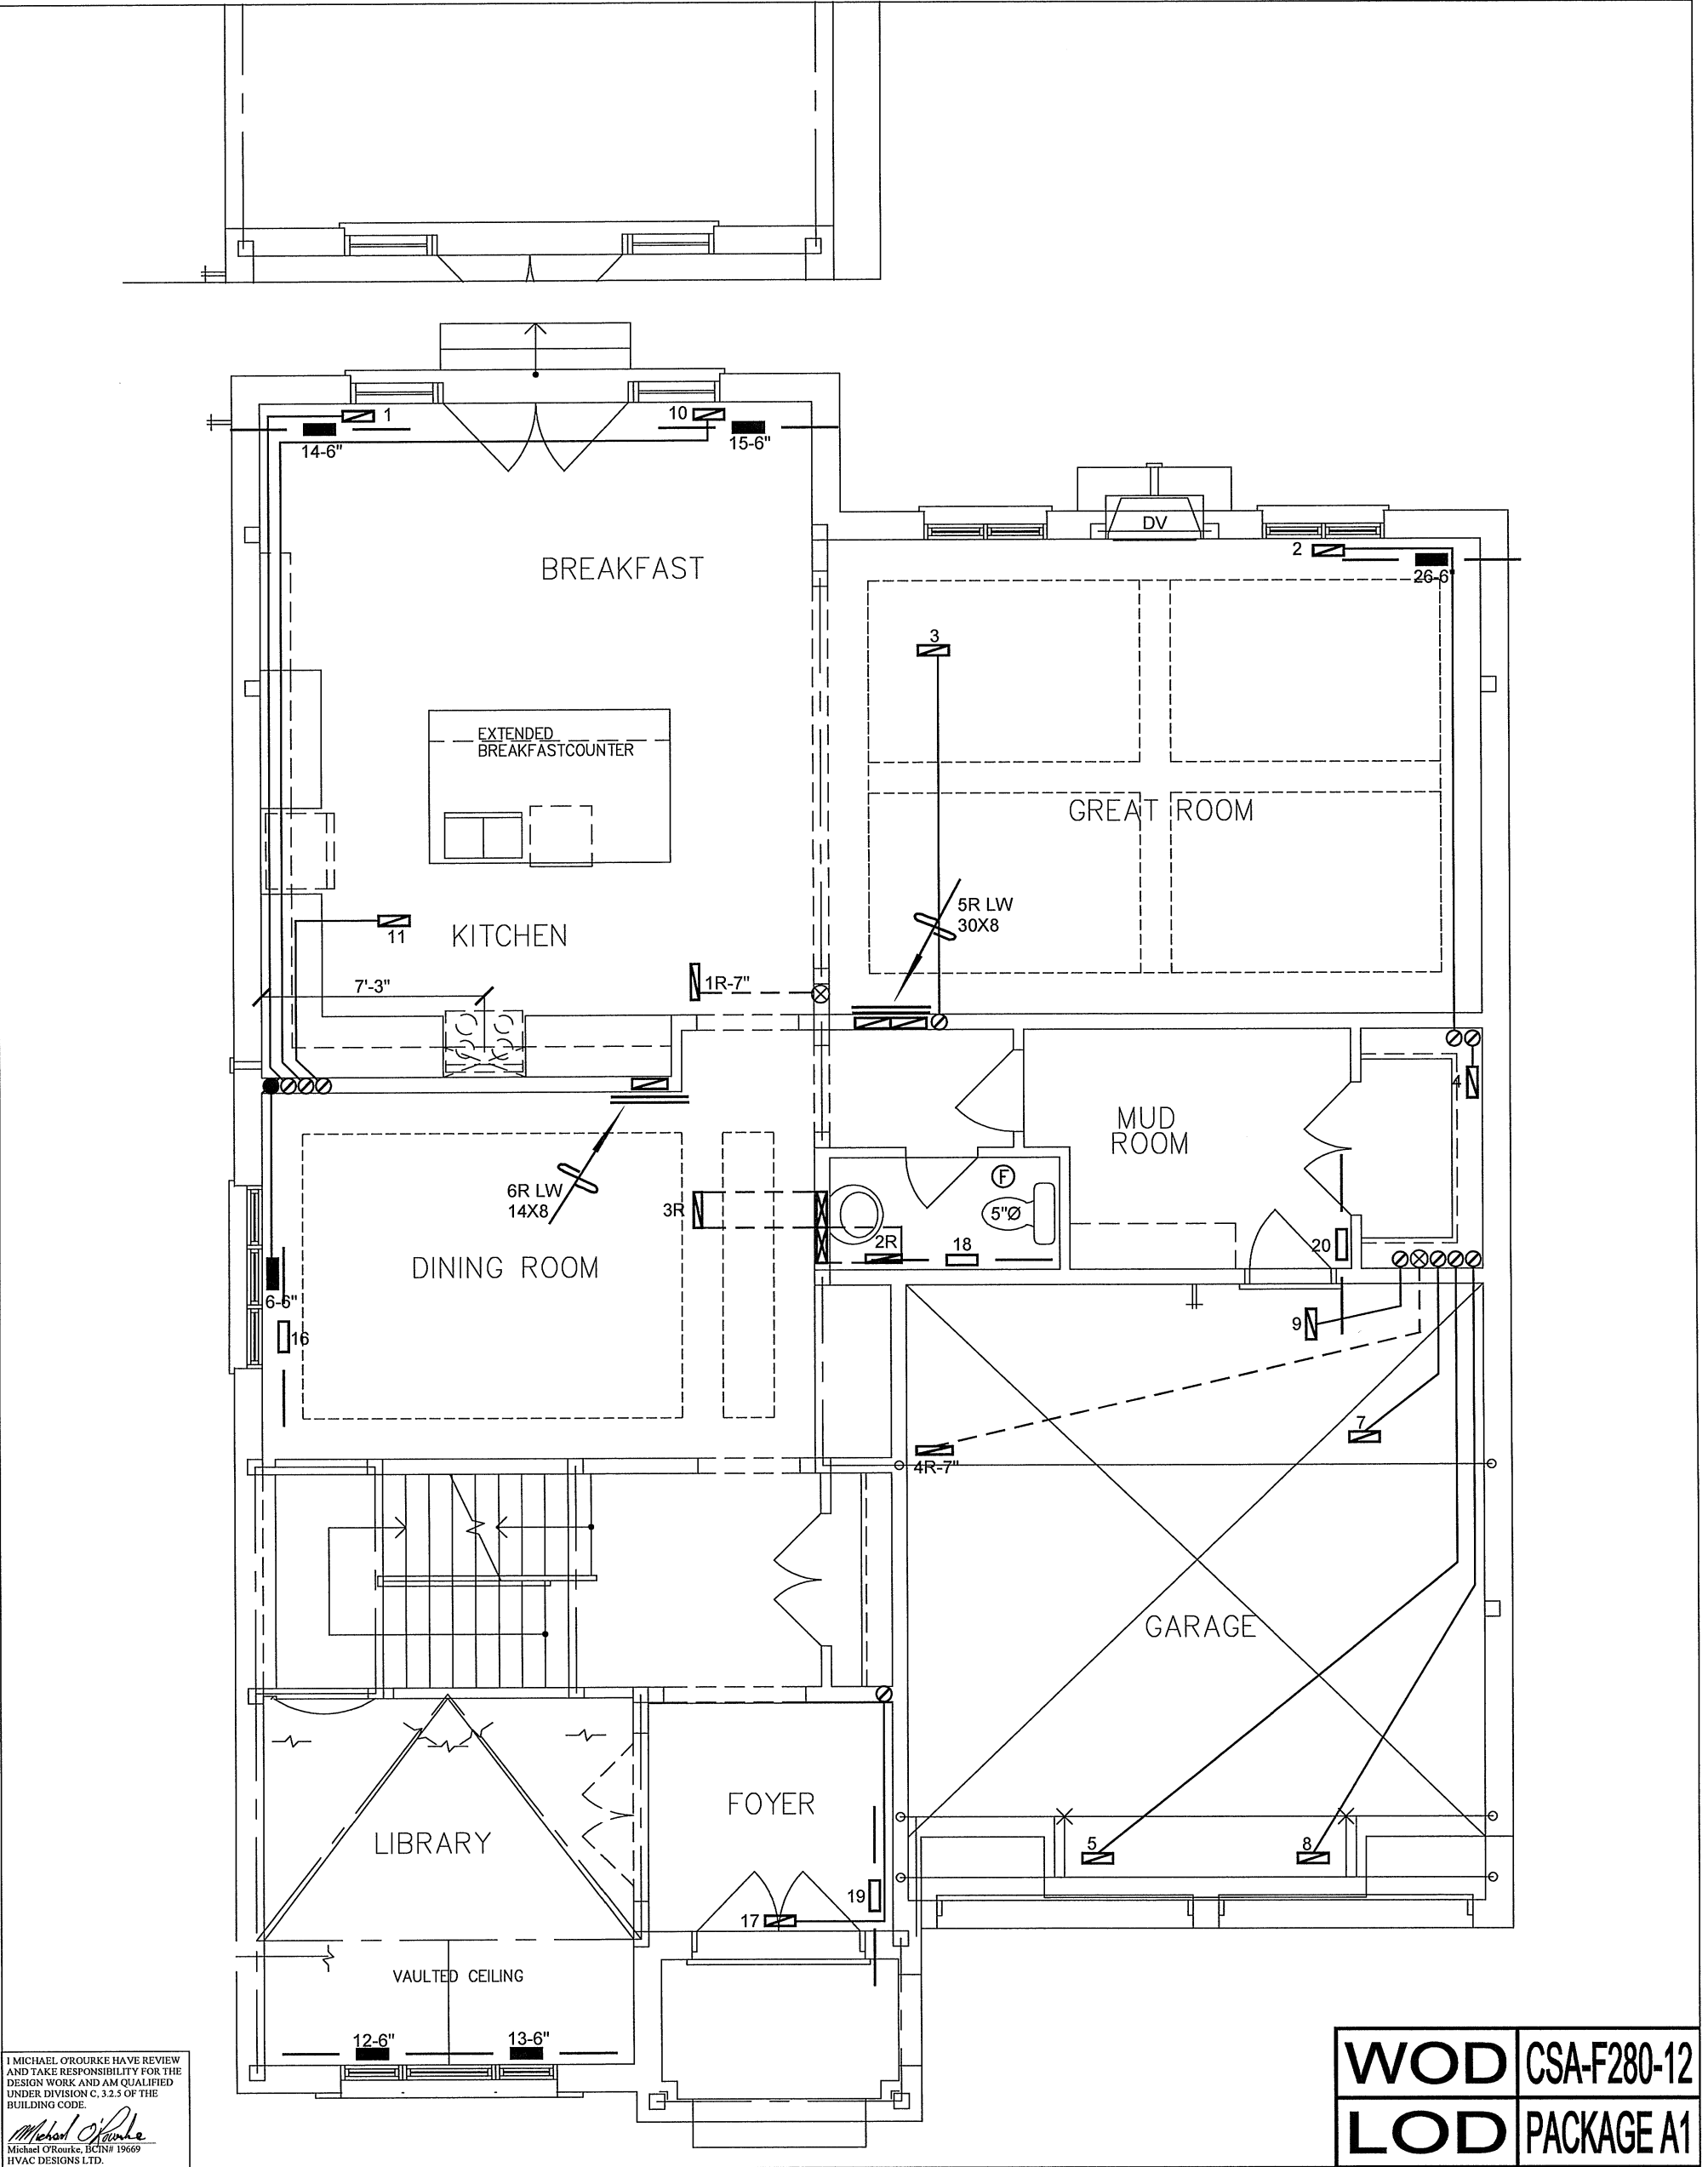 1
10
14-6"
15-6"
DV
2
26-6"
BREAKFAST
3
EXTENDED
BREAKFASTCOUNTER
GREAT ROOM
5R LW
30X8
11
KITCHEN
7'-3"
1R-7"
4
MUD
ROOM
F
6R LW
14X8
3R
5"Ø
2R
18
20
DINING ROOM
6-6"
16
9
7
4R-7"
GARAGE
FOYER
LIBRARY
5
8
19
17
VAULTED CEILING
12-6"
13-6"
I MICHAEL O'ROURKE HAVE REVIEW
AND TAKE RESPONSIBILITY FOR THE
DESIGN WORK AND AM QUALIFIED
UNDER DIVISION C, 3.2.5 OF THE
BUILDING CODE.
Michael O'Rourke
Michael O'Rourke, BCIN# 19669
HVAC DESIGNS LTD.
WOD CSA-F280-12
LOD PACKAGE A1